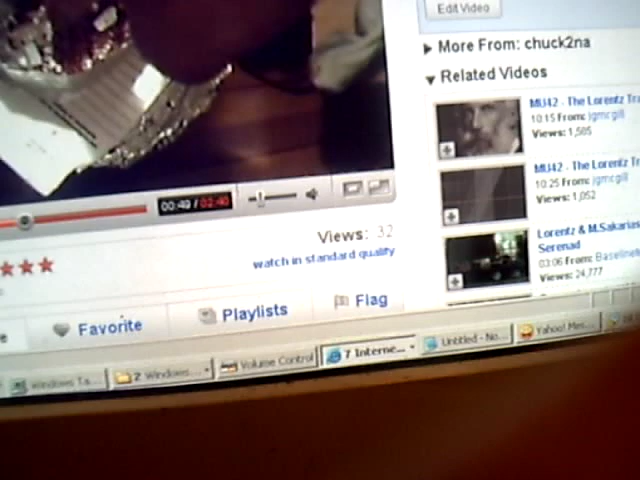 Edit Video
More From: chuck2na
Related Videos
MU42 - The Lorentz Tra
10:15 From: jgmcgill
Views: 1,585
MU42 - The Lorentz Tr
10:25 From: jgmcgill
Views: 1,052
Lorentz & M.Sakarias
Serenad
03:06 From: Baseline
Views: 24,777
00:49 / 02:40
Views: 32
watch in standard quality
e
Favorite
Playlists
Flag
Windows Ta...
2 Windows...
Volume Control
7 Interne...
Untitled - No...
Yahoo! Mes...